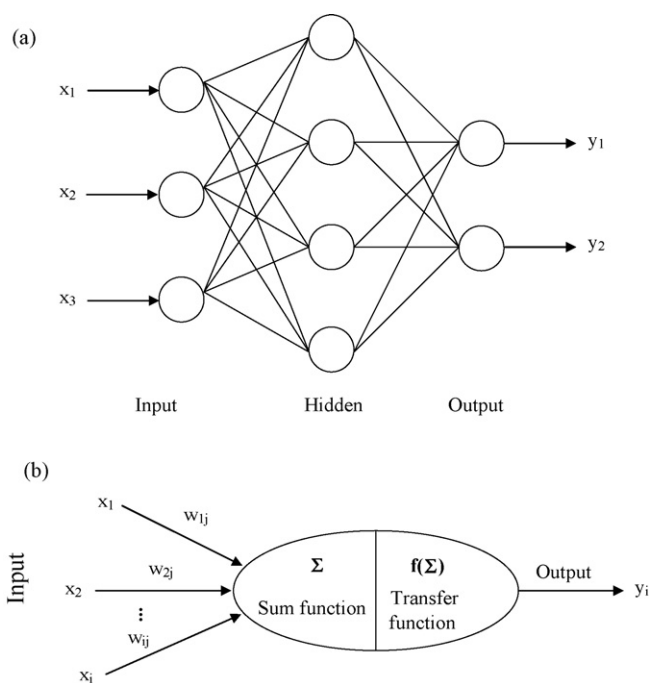 (a)
x1
x2
x3
y1
y2
Input Hidden Output
(b)
Input
x1
w1j
x2
w2j
⋮
wij
xi
Σ
Sum function
f(Σ)
Transfer
function
Output
yi